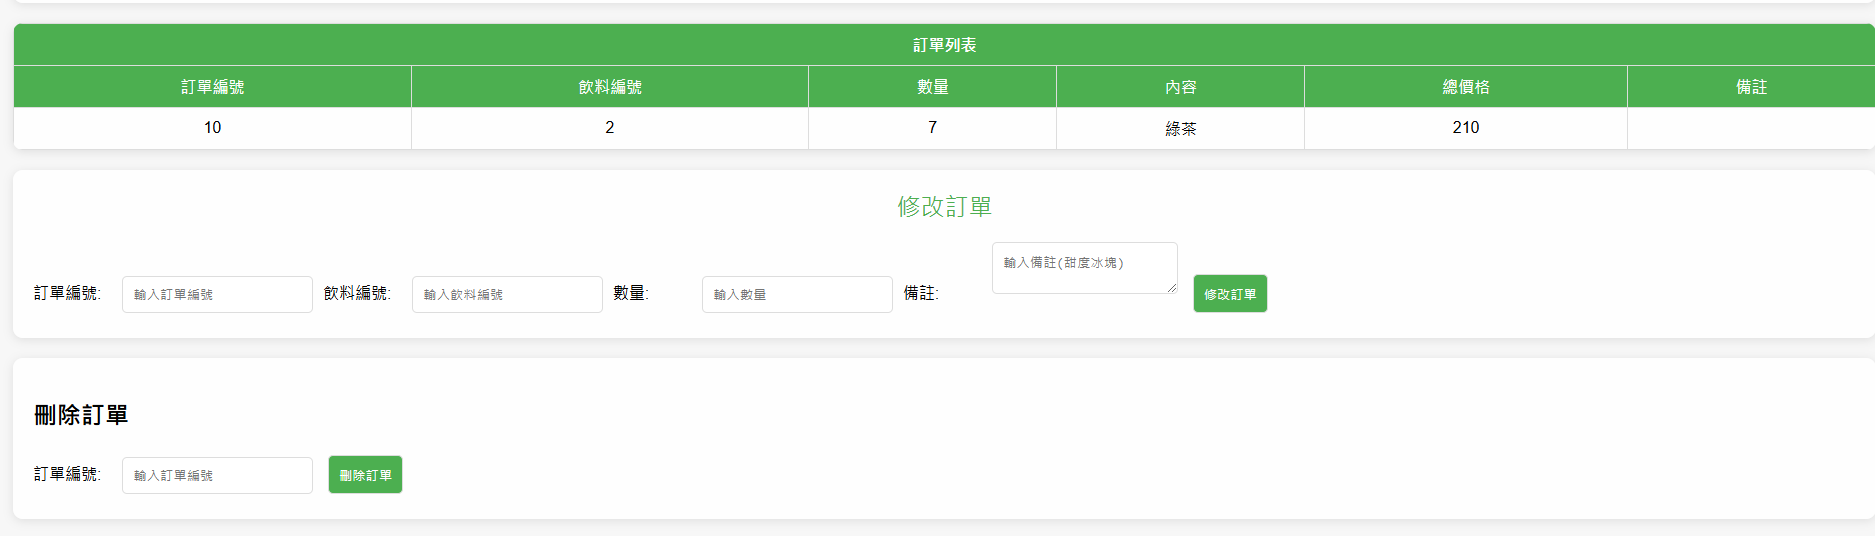 訂單列表
訂單編號 飲料編號 數量 內容 總價格 備註
10 2 7 綠茶 210
修改訂單
訂單編號: 輸入訂單編號 飲料編號: 輸入飲料編號 數量: 輸入數量 備註: 輸入備註(甜度冰塊) 修改訂單
刪除訂單
訂單編號: 輸入訂單編號 刪除訂單